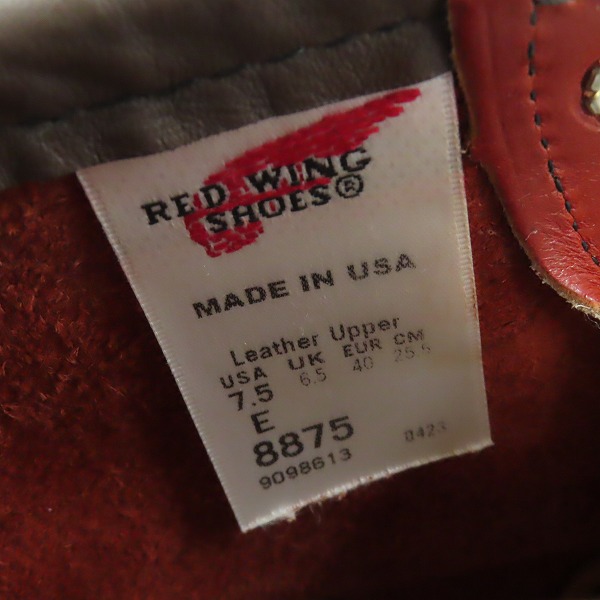 RED WING
SHOES®
MADE IN USA
Leather Upper
USA UK EUR CM
7.5 6.5 40 25.5
E
8875 0423
9098613